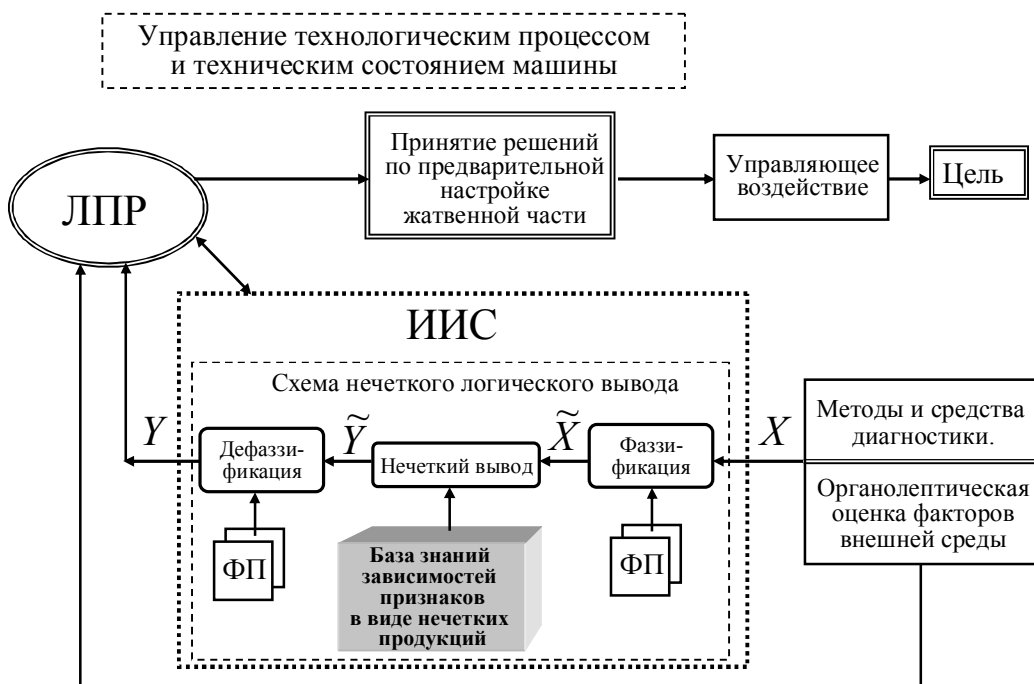 Управление технологическим процессом
и техническим состоянием машины
Принятие решений
по предварительной
настройке
жатвенной части
Управляющее
воздействие
Цель
ЛПР
ИИС
Схема нечеткого логического вывода
Y
Дефаззи-
фикация
Ỹ
Нечеткий вывод
X̃
Фаззи-
фикация
X
Методы и средства
диагностики.
Органолептическая
оценка факторов
внешней среды
ФП
База знаний
зависимостей
признаков
в виде нечетких
продукций
ФП